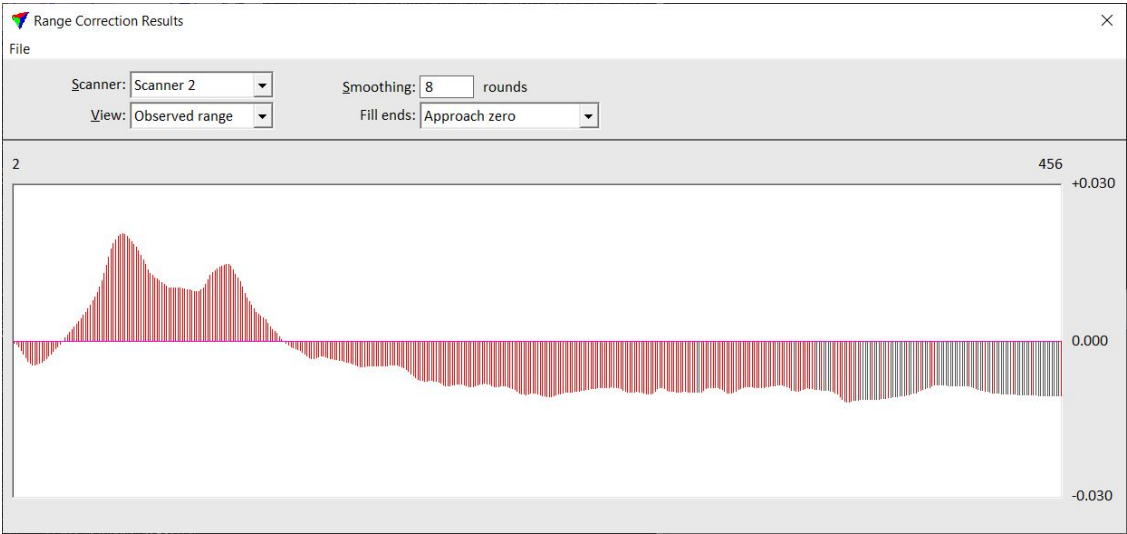 Range Correction Results
File
Scanner: Scanner 2 Smoothing: 8 rounds
View: Observed range Fill ends: Approach zero
2 456
+0.030
0.000
-0.030